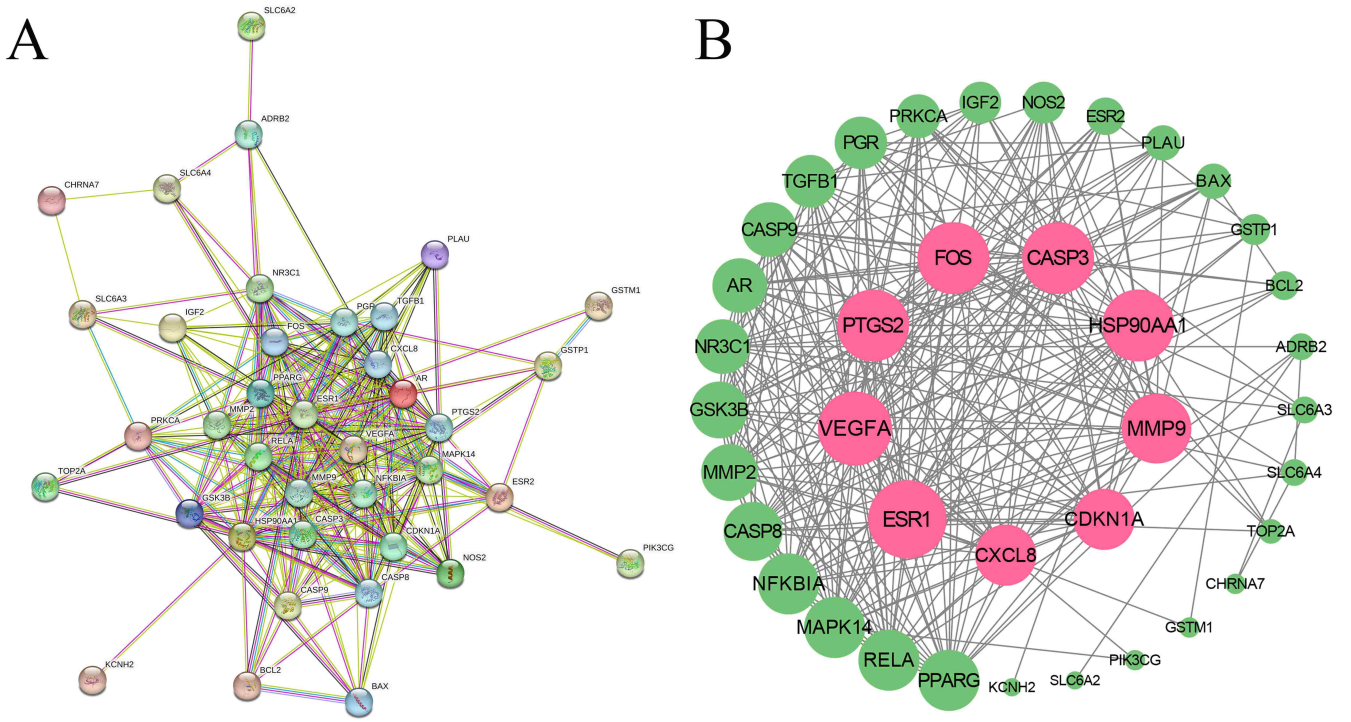 A
SLC6A2
ADRB2
SLC6A4
CHRNA7
PLAU
NR3C1
SLC6A3
IGF2
PGR
TGFB1
GSTM1
FOS
CXCL8
GSTP1
PPARG
AR
ESR1
MMP2
PTGS2
PRKCA
VEGFA
RELA
MAPK14
TOP2A
MMP9
NFKBIA
ESR2
GSK3B
HSP90AA1
CASP3
CDKN1A
NOS2
PIK3CG
CASP8
CASP9
KCNH2
BCL2
BAX
B
IGF2
NOS2
PRKCA
ESR2
PGR
PLAU
TGFB1
BAX
CASP9
GSTP1
FOS
CASP3
AR
BCL2
PTGS2
HSP90AA1
NR3C1
ADRB2
GSK3B
SLC6A3
VEGFA
MMP9
MMP2
SLC6A4
ESR1
CDKN1A
CASP8
TOP2A
CXCL8
NFKBIA
CHRNA7
MAPK14
GSTM1
RELA
PIK3CG
PPARG
KCNH2
SLC6A2